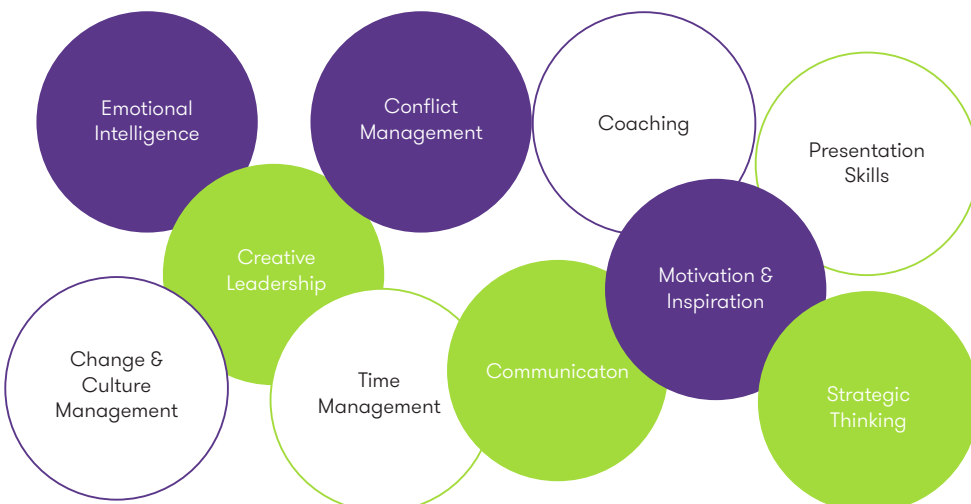 Emotional
Intelligence
Conflict
Management
Coaching
Presentation
Skills
Creative
Leadership
Motivation &
Inspiration
Change &
Culture
Management
Time
Management
Communicaton
Strategic
Thinking